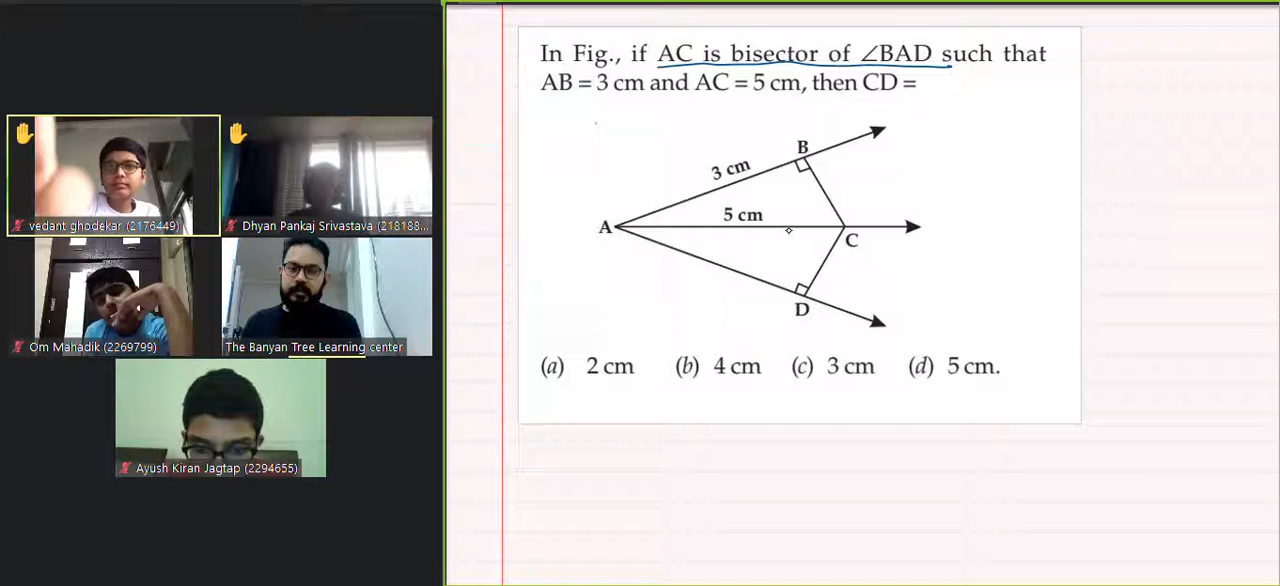 In Fig., if AC is bisector of ∠BAD such that
AB = 3 cm and AC = 5 cm, then CD =
B
3 cm
5 cm
A
C
D
(a) 2 cm (b) 4 cm (c) 3 cm (d) 5 cm.
vedant ghodekar (2176449)
Dhyan Pankaj Srivastava (218188...
Om Mahadik (2269799)
The Banyan Tree Learning center
Ayush Kiran Jagtap (2294655)